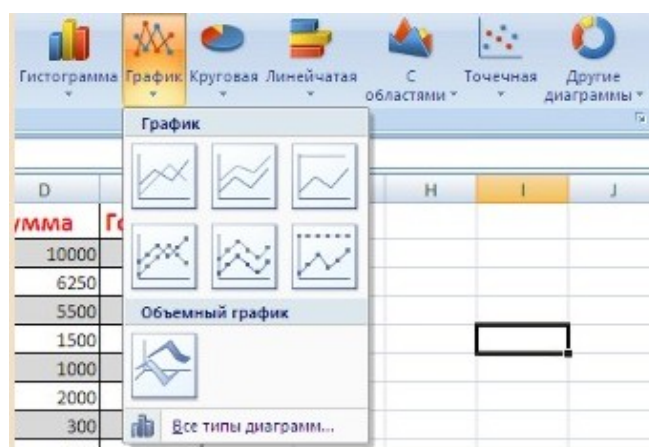 Гистограмма График Круговая Линейчатая С областями Точечная Другие диаграммы
График
D H I J
умма Го
10000
6250
5500
Объемный график
1500
1000
2000
300
Все типы диаграмм...